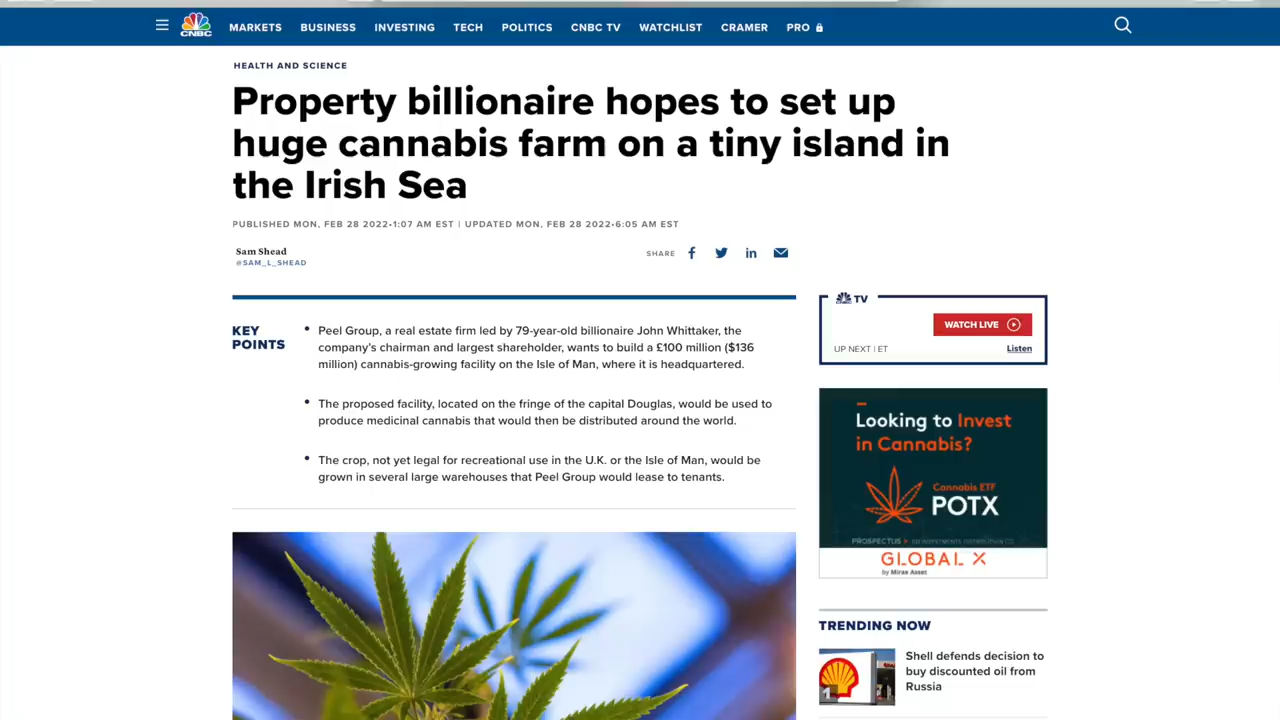 CNBC
MARKETS BUSINESS INVESTING TECH POLITICS CNBC TV WATCHLIST CRAMER PRO
HEALTH AND SCIENCE
Property billionaire hopes to set up
huge cannabis farm on a tiny island in
the Irish Sea
PUBLISHED MON, FEB 28 2022•1:07 AM EST | UPDATED MON, FEB 28 2022•6:05 AM EST
Sam Shead
@SAM_L_SHEAD
SHARE
KEY
POINTS
• Peel Group, a real estate firm led by 79-year-old billionaire John Whittaker, the
company's chairman and largest shareholder, wants to build a £100 million ($136
million) cannabis-growing facility on the Isle of Man, where it is headquartered.
• The proposed facility, located on the fringe of the capital Douglas, would be used to
produce medicinal cannabis that would then be distributed around the world.
• The crop, not yet legal for recreational use in the U.K. or the Isle of Man, would be
grown in several large warehouses that Peel Group would lease to tenants.
CNBC TV
WATCH LIVE
UP NEXT | ET
Listen
Looking to Invest
in Cannabis?
Cannabis ETF
POTX
PROSPECTUS >
GLOBAL X
by Mirae Asset
TRENDING NOW
1
Shell defends decision to
buy discounted oil from
Russia